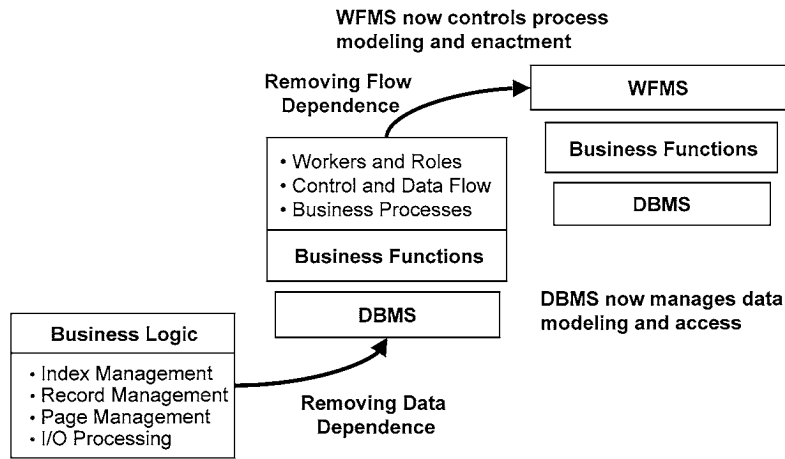 WFMS now controls process
modeling and enactment
Removing Flow
Dependence
WFMS
Business Functions
DBMS
• Workers and Roles
• Control and Data Flow
• Business Processes
Business Functions
DBMS
DBMS now manages data
modeling and access
Business Logic
• Index Management
• Record Management
• Page Management
• I/O Processing
Removing Data
Dependence